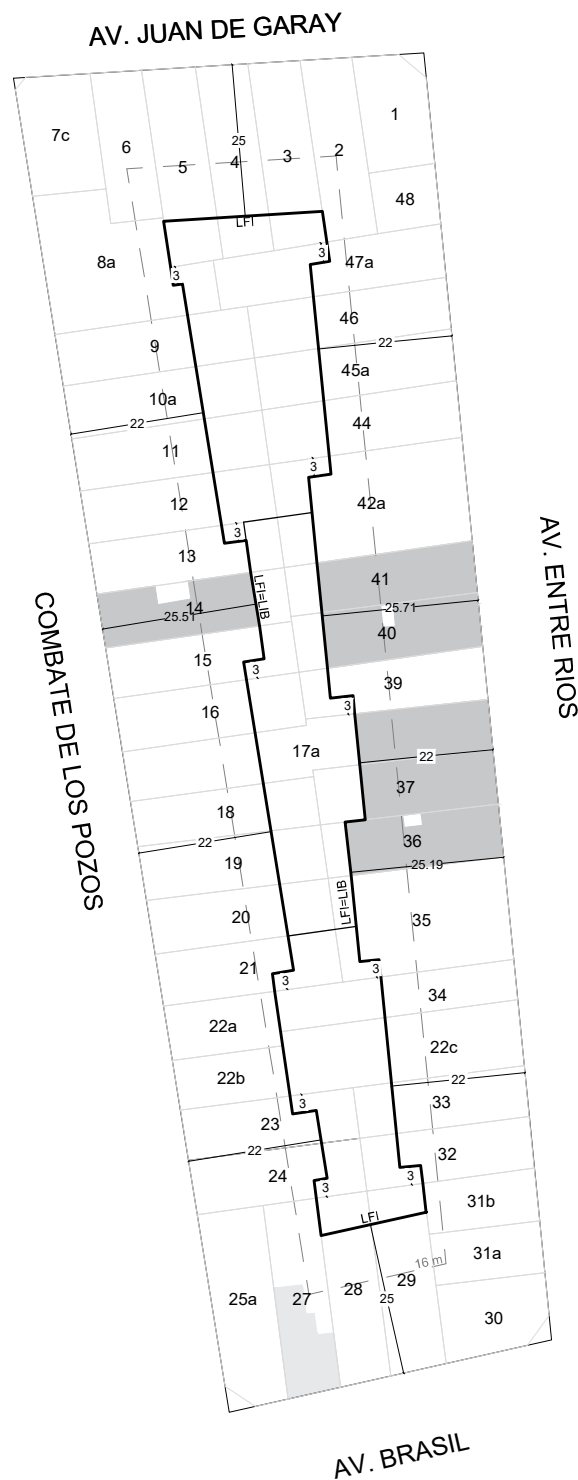 AV. JUAN DE GARAY
1
7c
6
25
5
4
3
2
48
LFI
3
3
8a
47a
46
9
22
45a
10a
22
44
11
3
12
42a
3
13
LFI=LIB
41
14
25.51
25.71
40
15
3
39
16
3
17a
22
37
18
22
36
19
25.19
LFI=LIB
20
35
21
3
3
34
22a
22c
22b
22
3
33
23
22
32
24
3
3
31b
LFI
16 m
31a
25a
27
28
29
25
30
COMBATE DE LOS POZOS
AV. ENTRE RIOS
AV. BRASIL